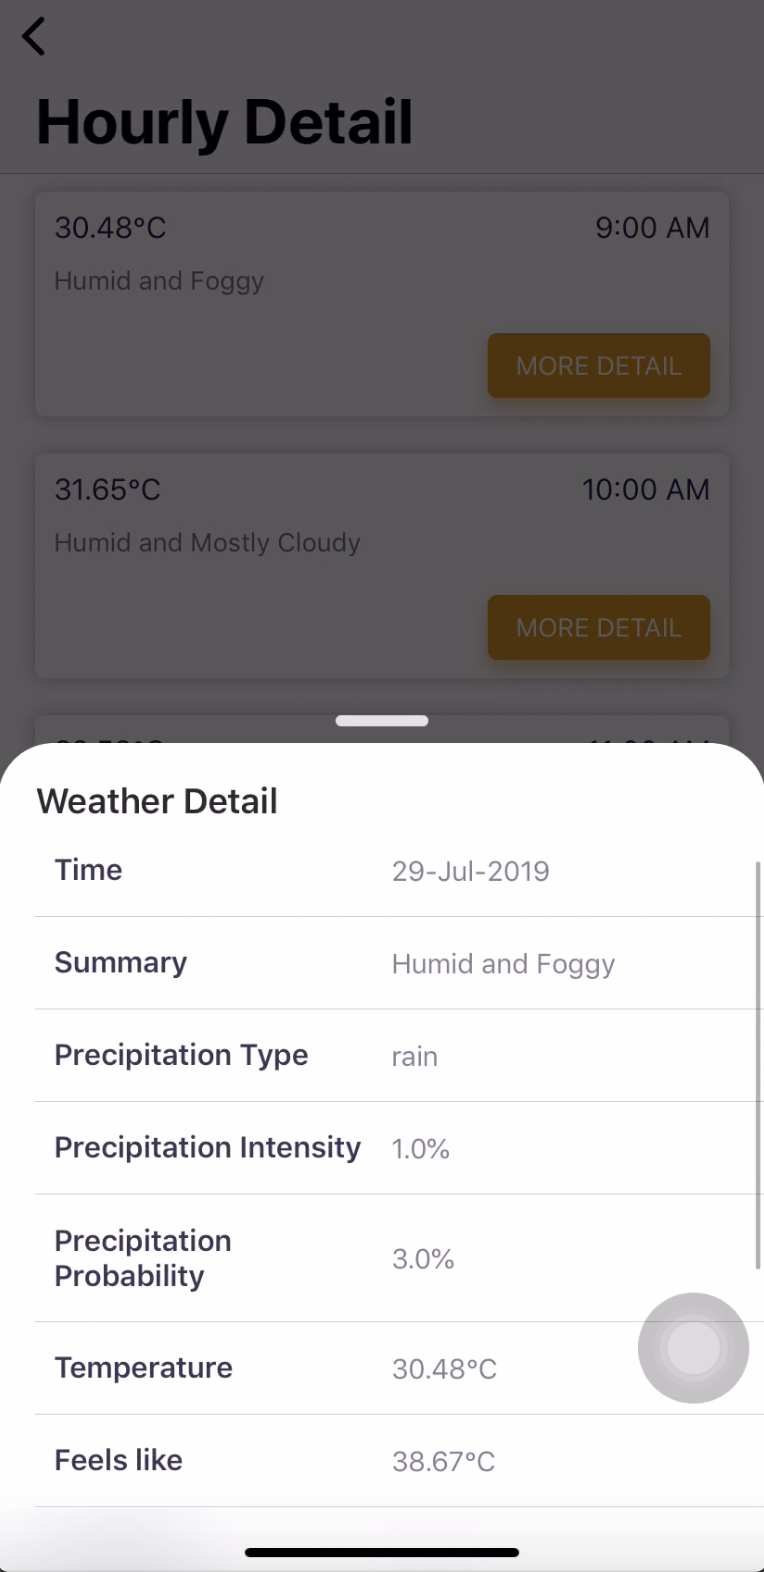 Hourly Detail
30.48°C 9:00 AM
Humid and Foggy
MORE DETAIL
31.65°C 10:00 AM
Humid and Mostly Cloudy
MORE DETAIL
Weather Detail
Time 29-Jul-2019
Summary Humid and Foggy
Precipitation Type rain
Precipitation Intensity 1.0%
Precipitation
Probability 3.0%
Temperature 30.48°C
Feels like 38.67°C